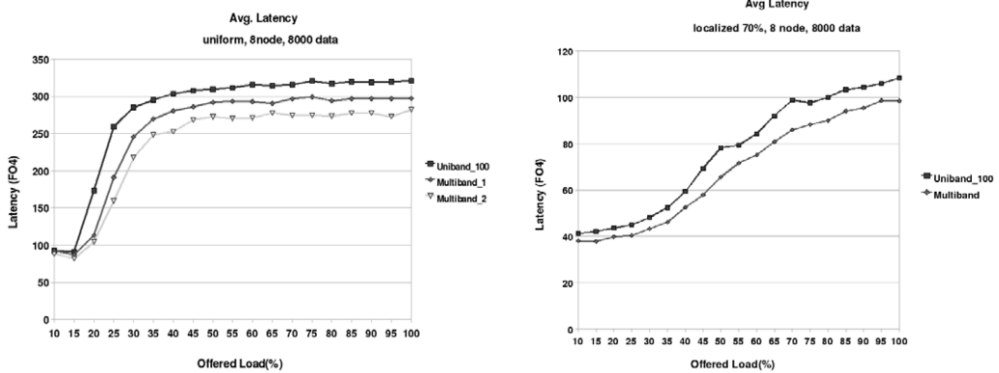 Avg. Latency
uniform, 8node, 8000 data
350
300
250
200
150
100
50
0
10 15 20 25 30 35 40 45 50 55 60 65 70 75 80 85 90 95 100
Latency (FO4)
Offered Load(%)
Uniband_100
Multiband_1
Multiband_2
Avg Latency
localized 70%, 8 node, 8000 data
120
100
80
60
40
20
0
10 15 20 25 30 35 40 45 50 55 60 65 70 75 80 85 90 95 100
Latency (FO4)
Offered Load(%)
Uniband_100
Multiband